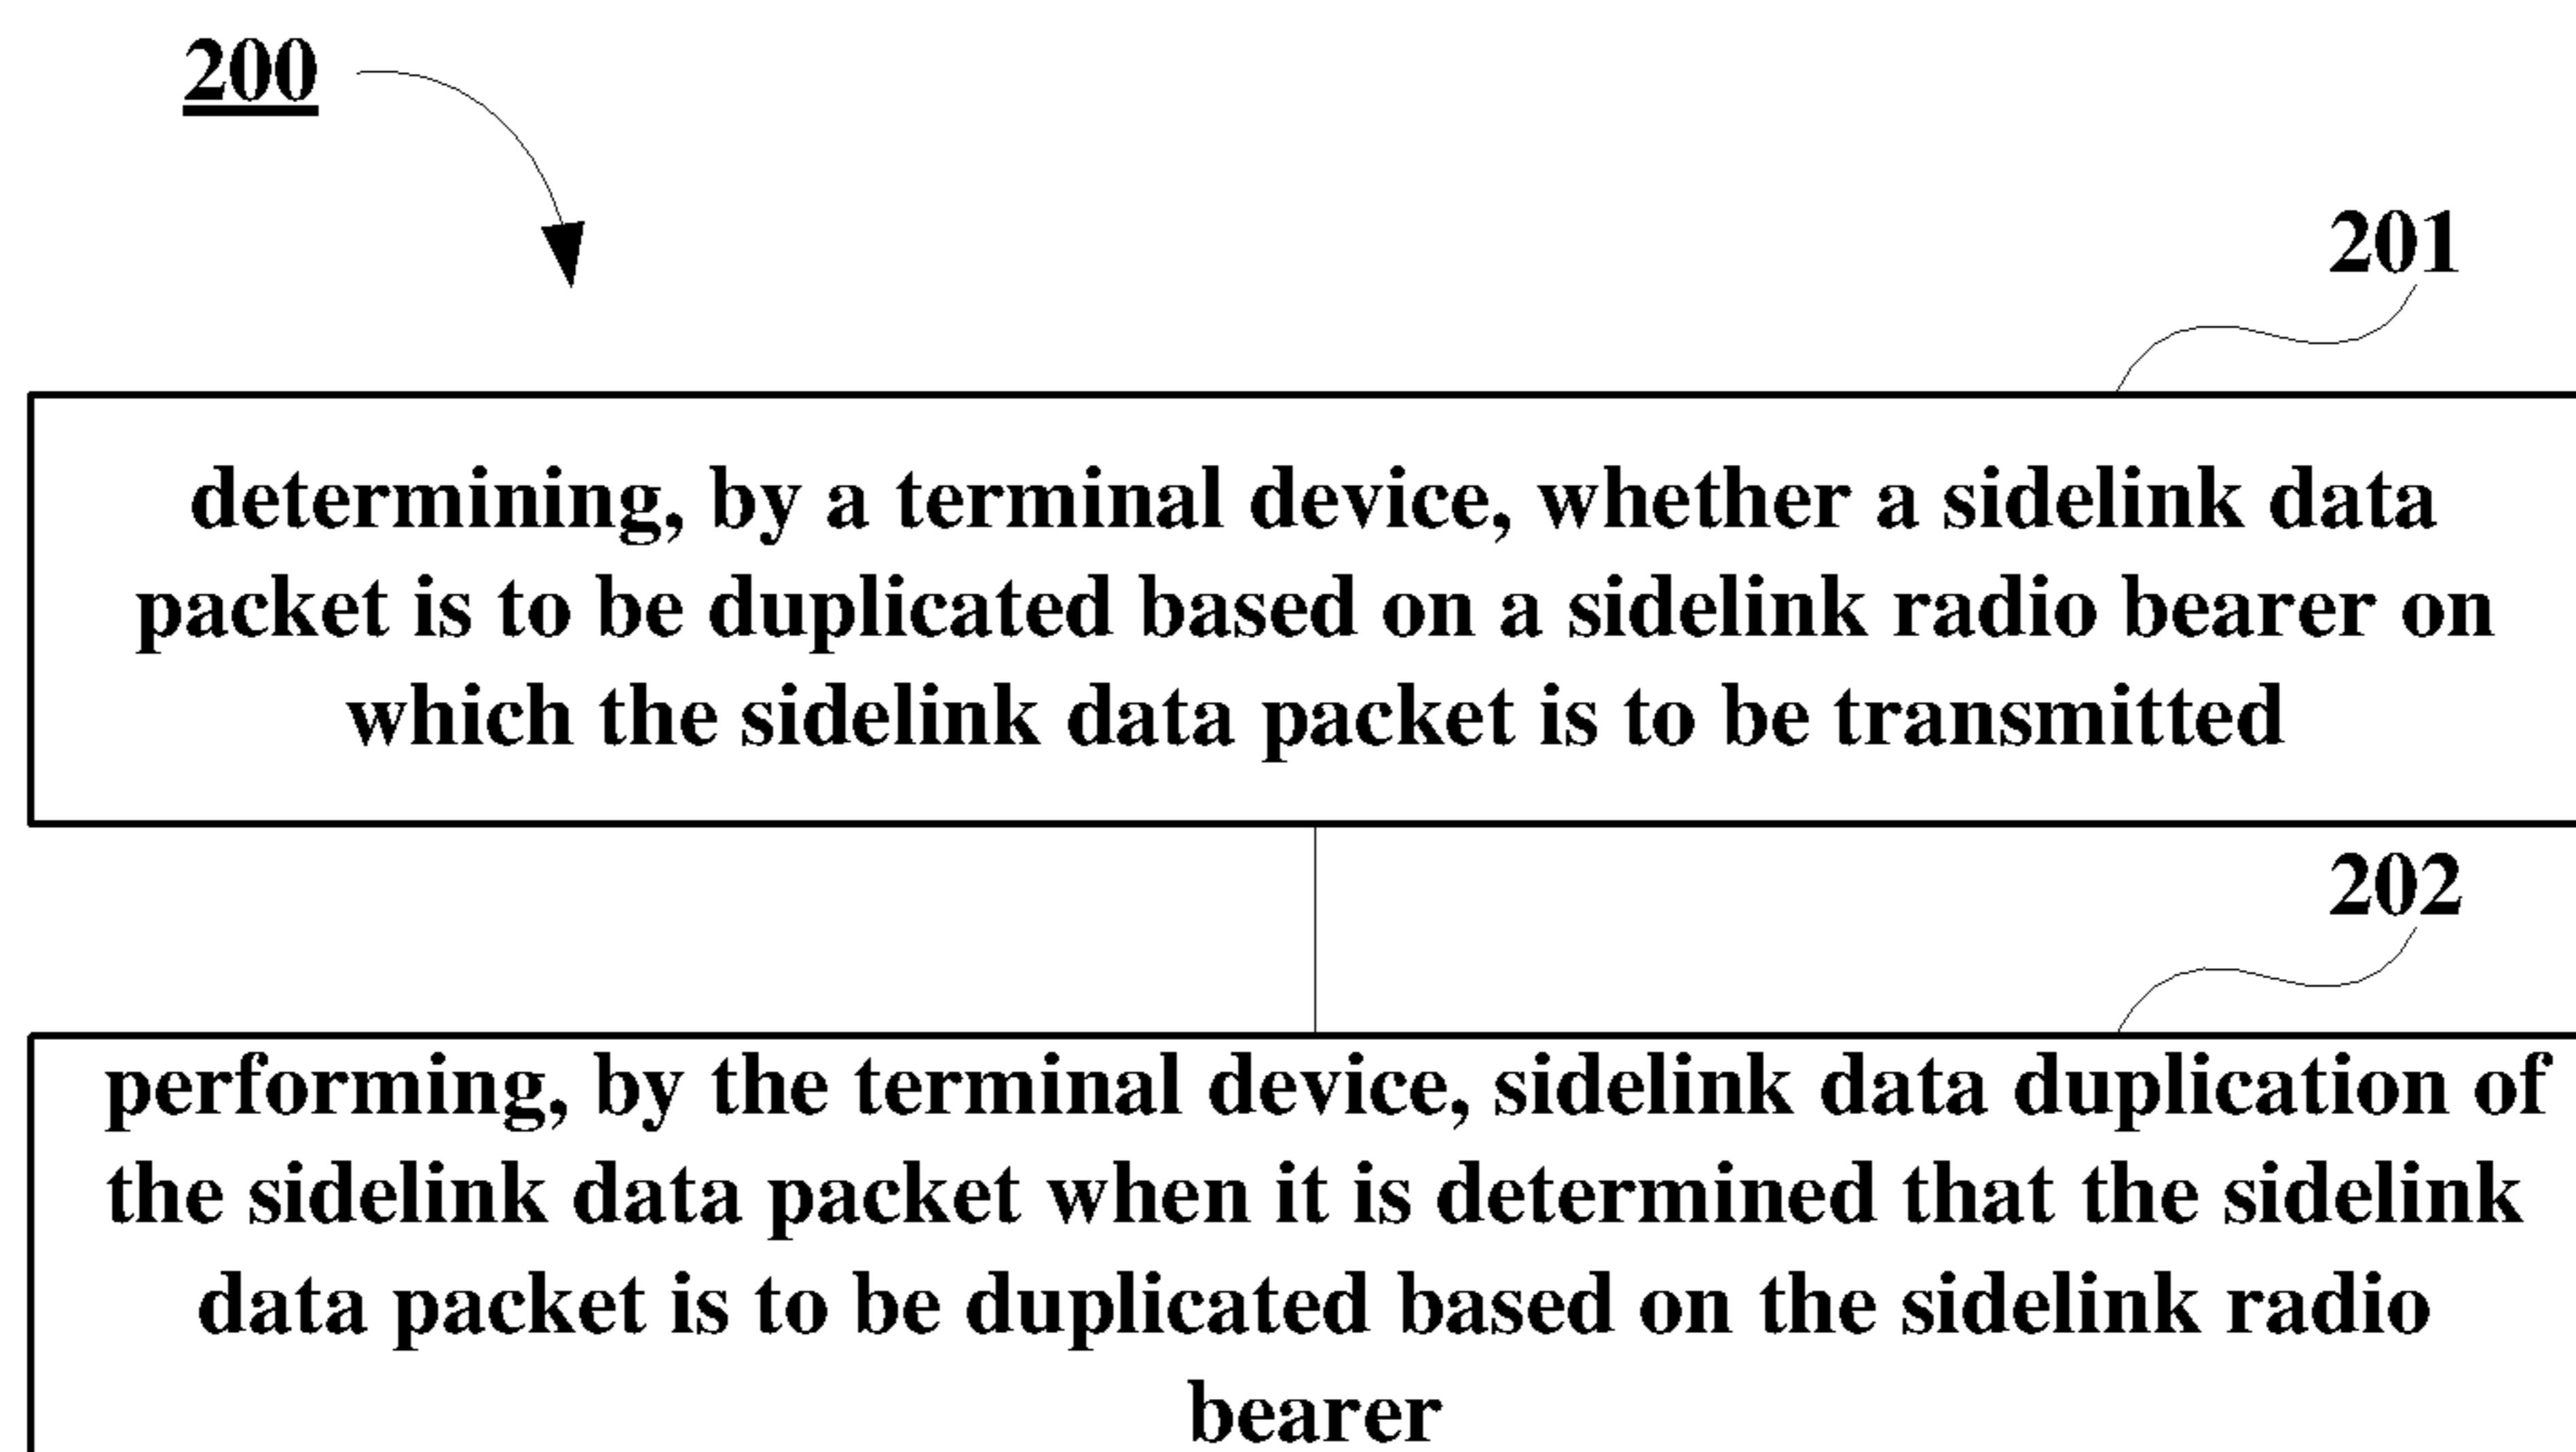 200
201
determining, by a terminal device, whether a sidelink data
packet is to be duplicated based on a sidelink radio bearer on
which the sidelink data packet is to be transmitted
202
performing, by the terminal device, sidelink data duplication of
the sidelink data packet when it is determined that the sidelink
data packet is to be duplicated based on the sidelink radio
bearer